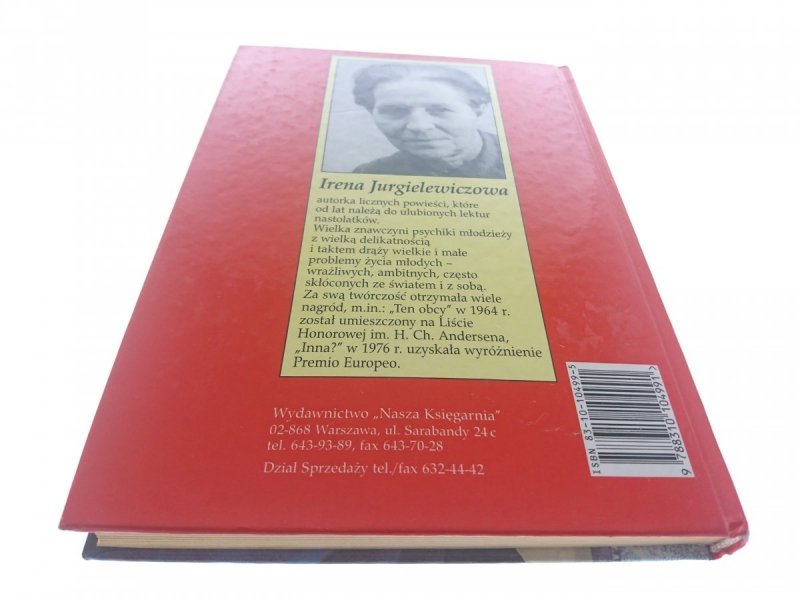 Irena Jurgielewiczowa
autorka licznych powieści, które
od lat należą do ulubionych lektur
nastolatków.
Wielka znawczyni psychiki młodzieży
z wielką delikatnością
i taktem drąży wielkie i małe
problemy życia młodych –
wrażliwych, ambitnych, często
skłóconych ze światem i z sobą.
Za swą twórczość otrzymała wiele
nagród, m.in.: „Ten obcy” w 1964 r.
został umieszczony na Liście
Honorowej im. H. Ch. Andersena,
„Inna?” w 1976 r. uzyskała wyróżnienie
Premio Europeo.
Wydawnictwo „Nasza Księgarnia”
02-868 Warszawa, ul. Sarabandy 24 c
tel. 643-93-89, fax 643-70-28
Dział Sprzedaży tel./fax 632-44-42
ISBN 83-10-10499-5
9 788310 104991 >